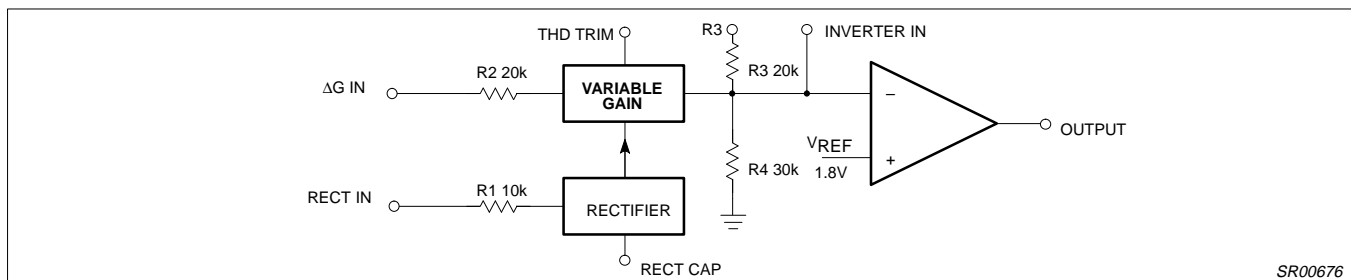 THD TRIM
R3
INVERTER IN
R2 20k
R3 20k
ΔG IN
VARIABLE
GAIN
−
OUTPUT
VREF
+
1.8V
R4 30k
R1 10k
RECT IN
RECTIFIER
RECT CAP
SR00676